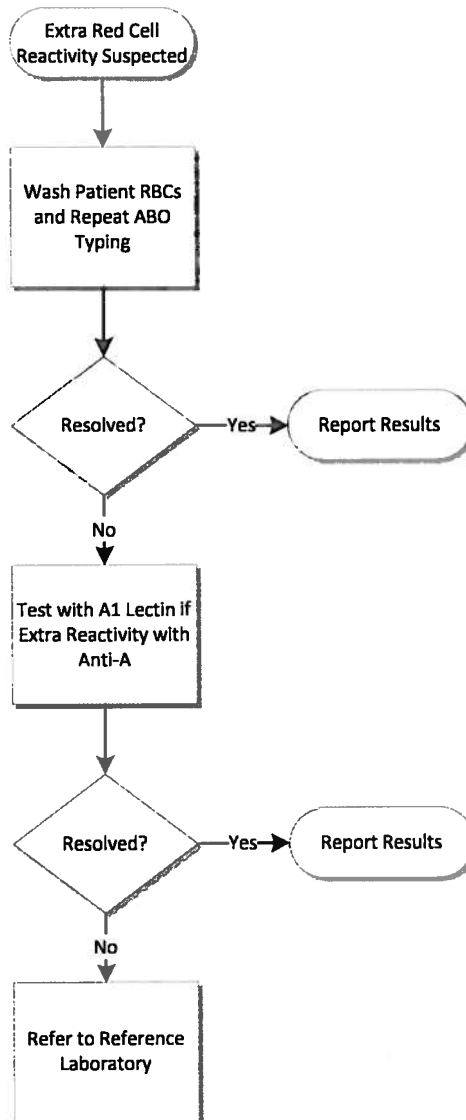 Extra Red Cell
Reactivity Suspected
Wash Patient RBCs
and Repeat ABO
Typing
Resolved?
Yes
Report Results
No
Test with A1 Lectin if
Extra Reactivity with
Anti-A
Resolved?
Yes
Report Results
No
Refer to Reference
Laboratory